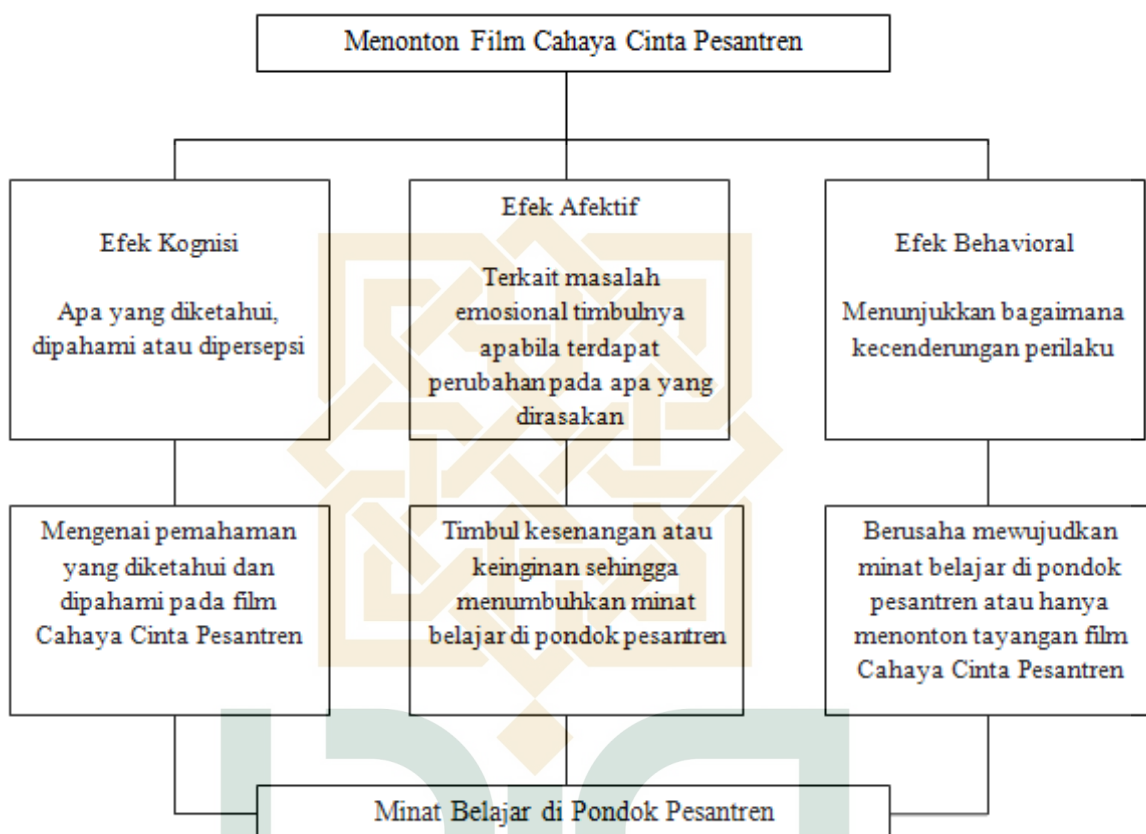 Menonton Film Cahaya Cinta Pesantren
Efek Kognisi
Apa yang diketahui,
dipahami atau dipersepsi
Efek Afektif
Terkait masalah
emosional timbulnya
apabila terdapat
perubahan pada apa yang
dirasakan
Efek Behavioral
Menunjukkan bagaimana
kecenderungan perilaku
Mengenai pemahaman
yang diketahui dan
dipahami pada film
Cahaya Cinta Pesantren
Timbul kesenangan atau
keinginan sehingga
menumbuhkan minat
belajar di pondok pesantren
Berusaha mewujudkan
minat belajar di pondok
pesantren atau hanya
menonton tayangan film
Cahaya Cinta Pesantren
Minat Belajar di Pondok Pesantren